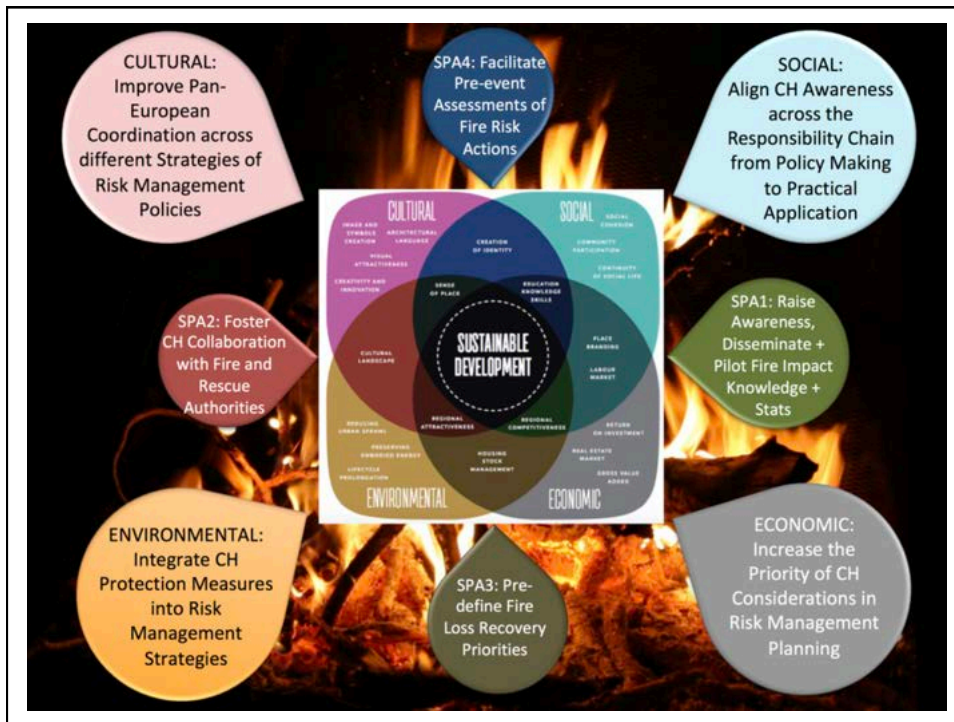 CULTURAL:
Improve Pan-
European
Coordination across
different Strategies of
Risk Management
Policies
SPA4: Facilitate
Pre-event
Assessments of
Fire Risk
Actions
SOCIAL:
Align CH Awareness
across the
Responsibility Chain
from Policy Making
to Practical
Application
SPA2: Foster
CH Collaboration
with Fire and
Rescue
Authorities
CULTURAL
IMAGE AND
SYMBOLS
CREATION
ARCHITECTURAL
LANGUAGE
VISUAL
ATTRACTIVENESS
CREATIVITY AND
INNOVATION
CREATION
OF IDENTITY
SOCIAL
SOCIAL
COHESION
COMMUNITY
PARTICIPATION
CONTINUITY
OF SOCIAL LIFE
SENSE
OF PLACE
EDUCATION
KNOWLEDGE
SKILLS
CULTURAL
LANDSCAPE
SUSTAINABLE
DEVELOPMENT
PLACE
BRANDING
LABOUR
MARKET
REGIONAL
ATTRACTIVENESS
REGIONAL
COMPETITIVENESS
REDUCING
URBAN SPRAWL
PRESERVING
EMBODIED ENERGY
LIFECYCLE
PROLONGATION
ENVIRONMENTAL
HOUSING
STOCK
MANAGEMENT
RETURN
ON INVESTMENT
REAL ESTATE
MARKET
GROSS VALUE
ADDED
ECONOMIC
SPA1: Raise
Awareness,
Disseminate +
Pilot Fire Impact
Knowledge +
Stats
ENVIRONMENTAL:
Integrate CH
Protection Measures
into Risk
Management
Strategies
SPA3: Pre-
define Fire
Loss Recovery
Priorities
ECONOMIC:
Increase the
Priority of CH
Considerations in
Risk Management
Planning